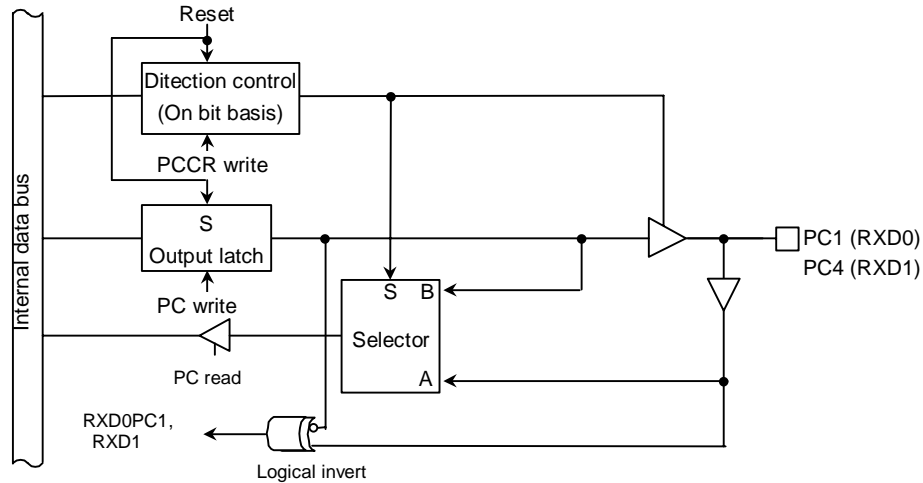 Reset
Ditection control
(On bit basis)
PCCR write
Internal data bus
S
Output latch
PC write
PC1 (RXD0)
PC4 (RXD1)
S B
Selector
A
PC read
RXD0PC1,
RXD1
Logical invert